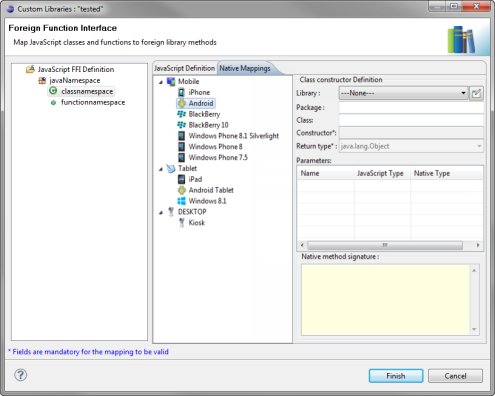 Custom Libraries : "tested"
Foreign Function Interface
Map JavaScript classes and functions to foreign library methods
JavaScript FFI Definition
javaNamespace
classnamespace
functionnamespace
JavaScript Definition
Native Mappings
Mobile
iPhone
Android
BlackBerry
BlackBerry 10
Windows Phone 8.1 Silverlight
Windows Phone 8
Windows Phone 7.5
Tablet
iPad
Android Tablet
Windows 8.1
DESKTOP
Kiosk
Class constructor Definition
Library : ---None---
Package :
Class:
Constructor*:
Return type* : java.lang.Object
Parameters:
Name JavaScript Type Native Type
Native method signature :
* Fields are mandatory for the mapping to be valid
?
Finish
Cancel